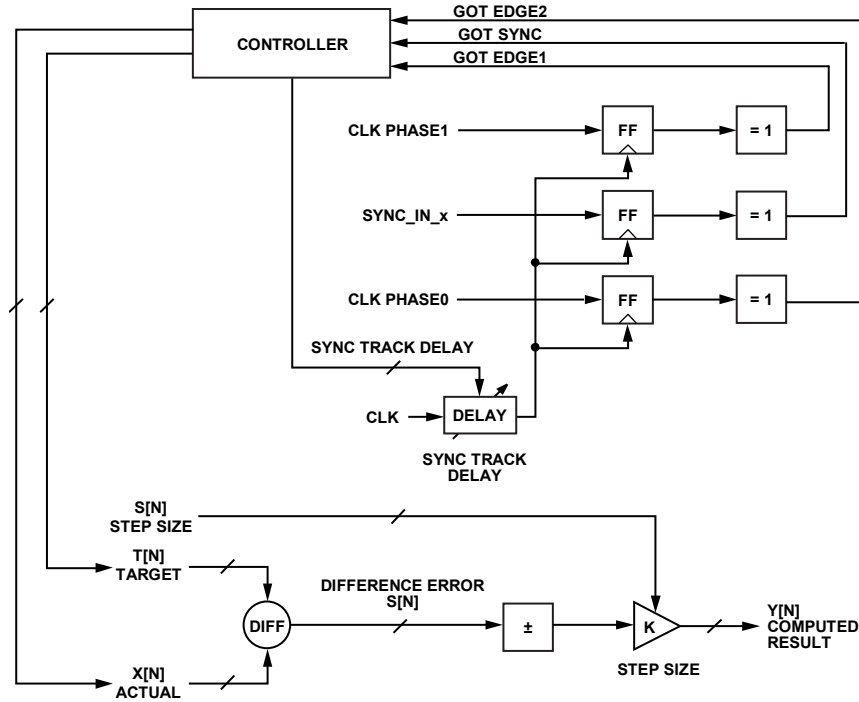 GOT EDGE2
CONTROLLER
GOT SYNC
GOT EDGE1
CLK PHASE1
FF
= 1
SYNC_IN_x
FF
= 1
CLK PHASE0
FF
= 1
SYNC TRACK DELAY
CLK
DELAY
SYNC TRACK
DELAY
S[N]
STEP SIZE
T[N]
TARGET
DIFFERENCE ERROR
S[N]
DIFF
±
K
Y[N]
COMPUTED
RESULT
STEP SIZE
X[N]
ACTUAL